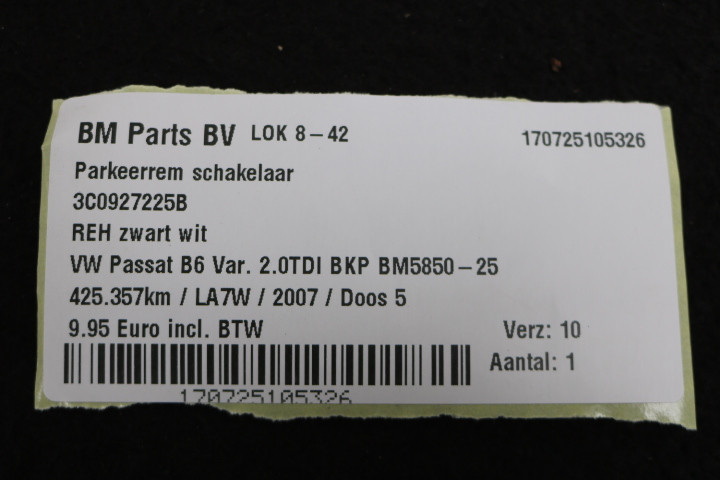 BM Parts BV LOK 8-42 170725105326
Parkeerrem schakelaar
3C0927225B
REH zwart wit
VW Passat B6 Var. 2.0TDI BKP BM5850-25
425.357km / LA7W / 2007 / Doos 5
9.95 Euro incl. BTW Verz: 10
Aantal: 1
170725105326